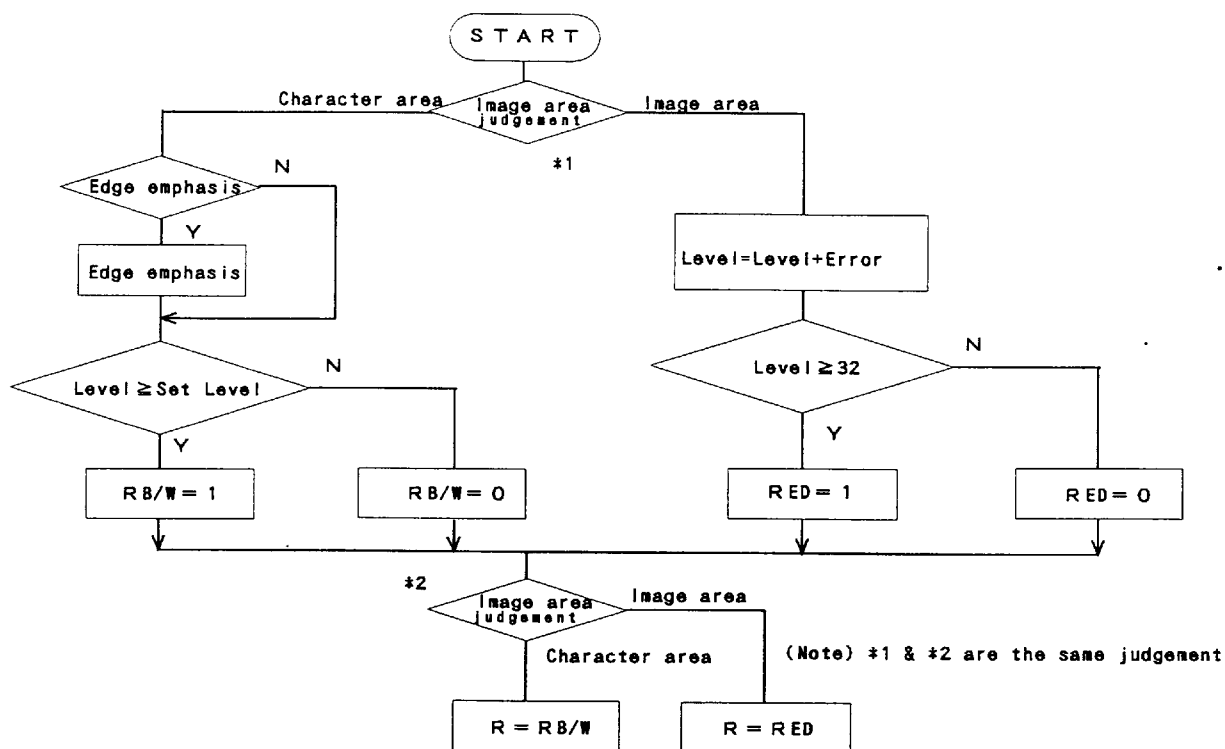 START
Character area
Image area
judgement
Image area
*1
Edge emphasis
N
Y
Edge emphasis
Level=Level+Error
Level≧Set Level
N
Y
Level≧32
N
Y
RB/W= 1
RB/W= 0
RED= 1
RED= 0
*2
Image area
judgement
Image area
Character area
(Note) *1 & *2 are the same judgement
R = RB/W
R = RED